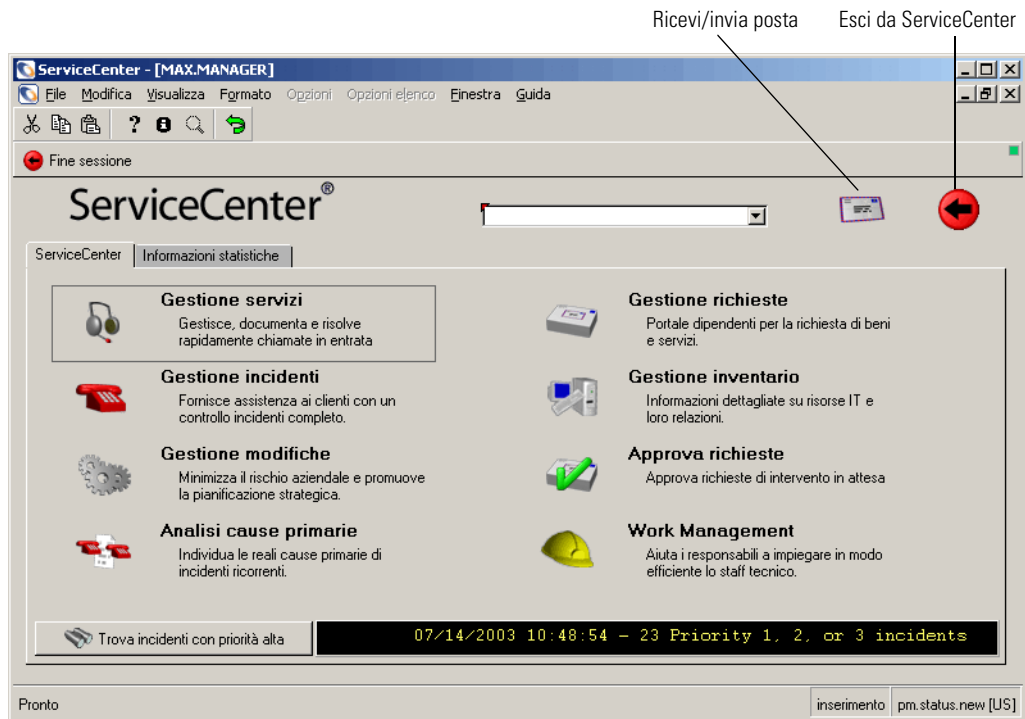 Ricevi/invia posta
Esci da ServiceCenter
ServiceCenter - [MAX.MANAGER]
File Modifica Visualizza Formato Opzioni Opzioni elenco Finestra Guida
Fine sessione
ServiceCenter®
ServiceCenter
Informazioni statistiche
Gestione servizi
Gestisce, documenta e risolve
rapidamente chiamate in entrata
Gestione richieste
Portale dipendenti per la richiesta di beni
e servizi.
Gestione incidenti
Fornisce assistenza ai clienti con un
controllo incidenti completo.
Gestione inventario
Informazioni dettagliate su risorse IT e
loro relazioni.
Gestione modifiche
Minimizza il rischio aziendale e promuove
la pianificazione strategica.
Approva richieste
Approva richieste di intervento in attesa
Analisi cause primarie
Individua le reali cause primarie di
incidenti ricorrenti.
Work Management
Aiuta i responsabili a impiegare in modo
efficiente lo staff tecnico.
Trova incidenti con priorità alta
07/14/2003 10:48:54 - 23 Priority 1, 2, or 3 incidents
Pronto
inserimento
pm.status.new [US]